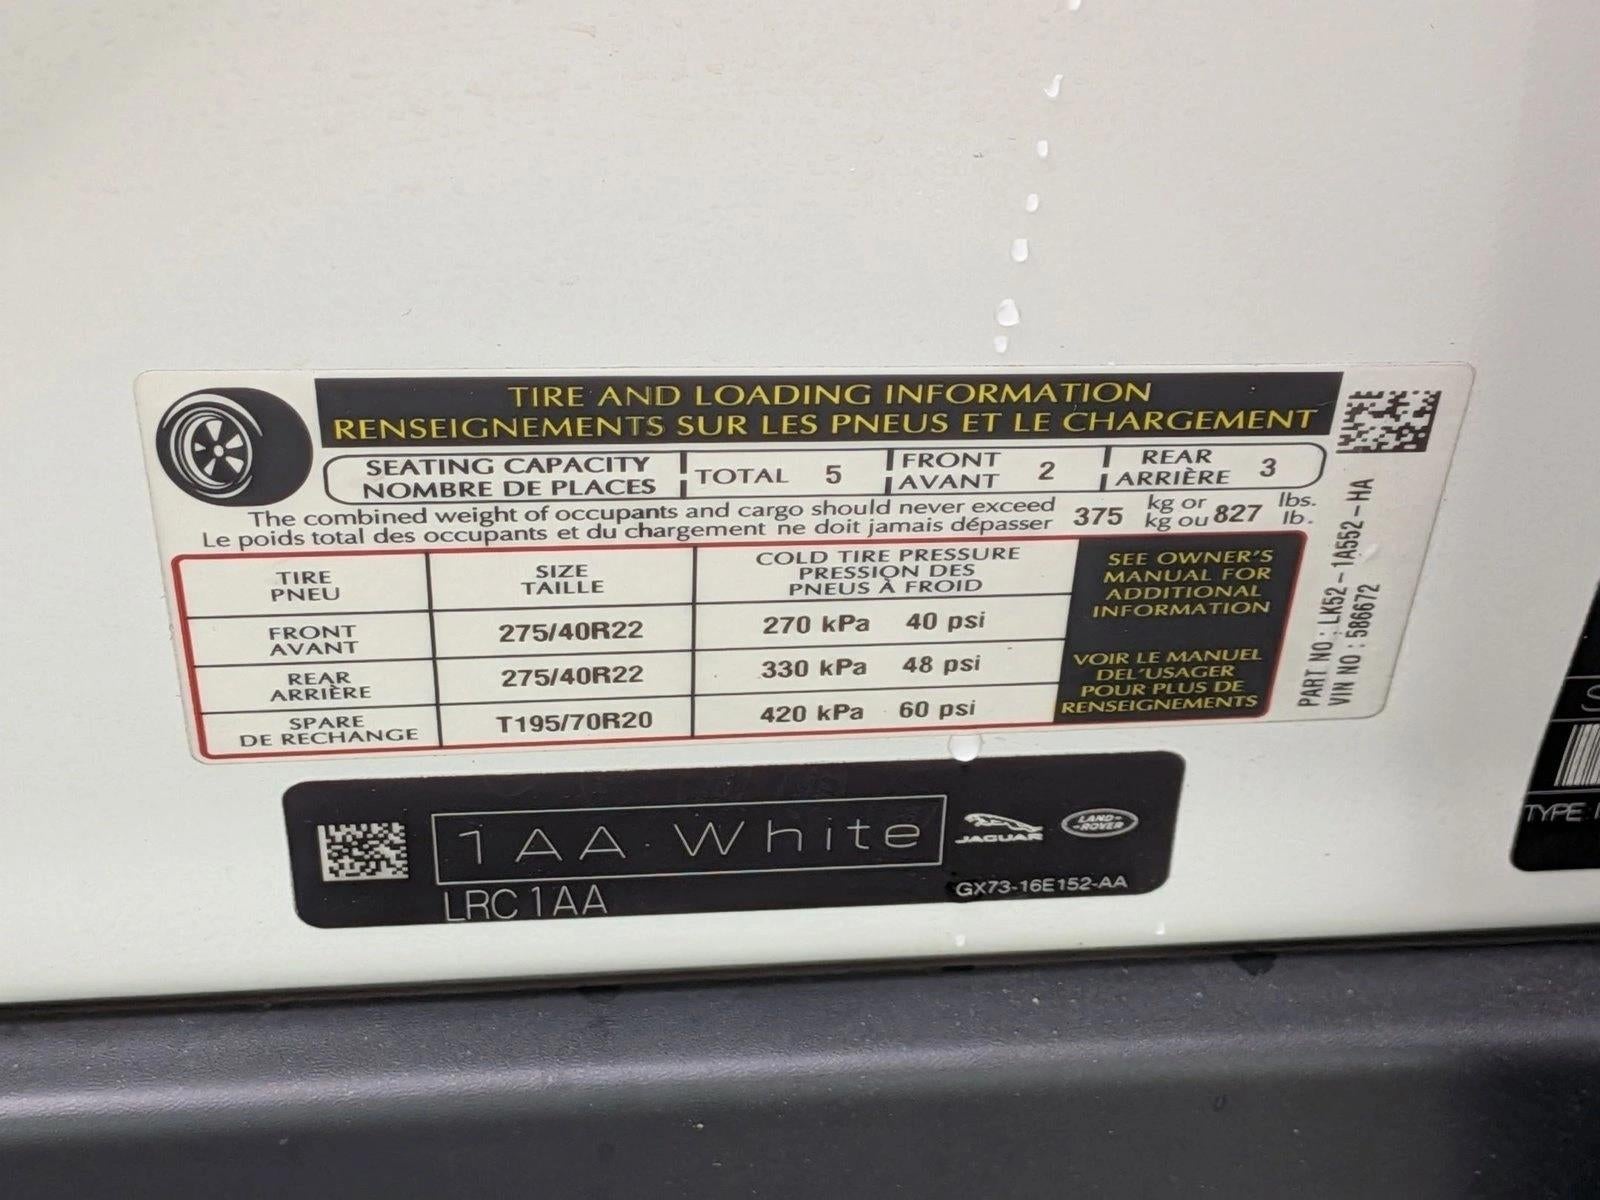 TIRE AND LOADING INFORMATION
RENSEIGNEMENTS SUR LES PNEUS ET LE CHARGEMENT
SEATING CAPACITY
NOMBRE DE PLACES
TOTAL 5
FRONT
AVANT
2
REAR
ARRIÈRE
3
The combined weight of occupants and cargo should never exceed
Le poids total des occupants et du chargement ne doit jamais dépasser
375 kg or 827 lbs.
kg ou lb.
TIRE
PNEU
SIZE
TAILLE
COLD TIRE PRESSURE
PRESSION DES
PNEUS À FROID
FRONT
AVANT
275/40R22
270 kPa 40 psi
REAR
ARRIÈRE
275/40R22
330 kPa 48 psi
SPARE
DE RECHANGE
T195/70R20
420 kPa 60 psi
SEE OWNER'S
MANUAL FOR
ADDITIONAL
INFORMATION
VOIR LE MANUEL
DEL'USAGER
POUR PLUS DE
RENSEIGNEMENTS
PART NO : LK52-1A552-HA
VIN NO : 586672
1AA White
LRC1AA
JAGUAR
LAND-
-ROVER
GX73-16E152-AA
TYPE